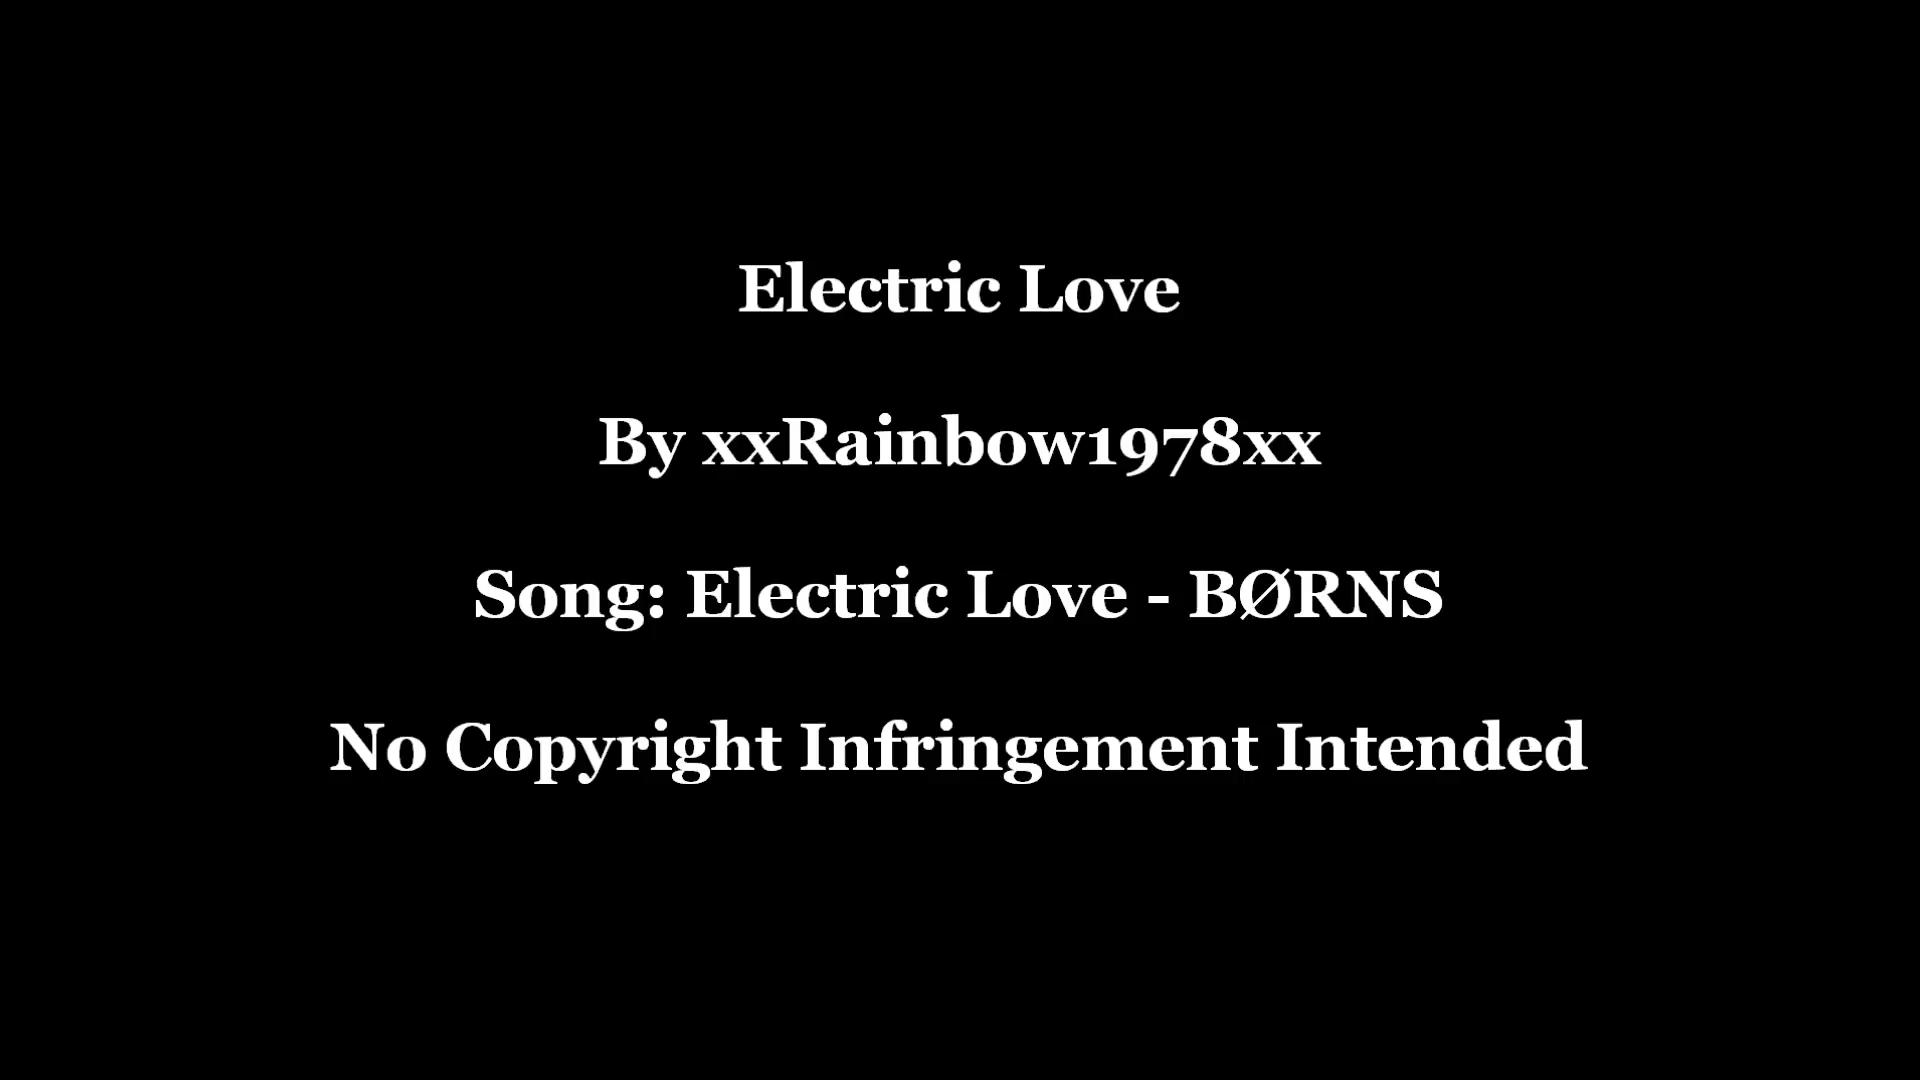 Electric Love
By xxRainbow1978xx
Song: Electric Love - BØRNS
No Copyright Infringement Intended